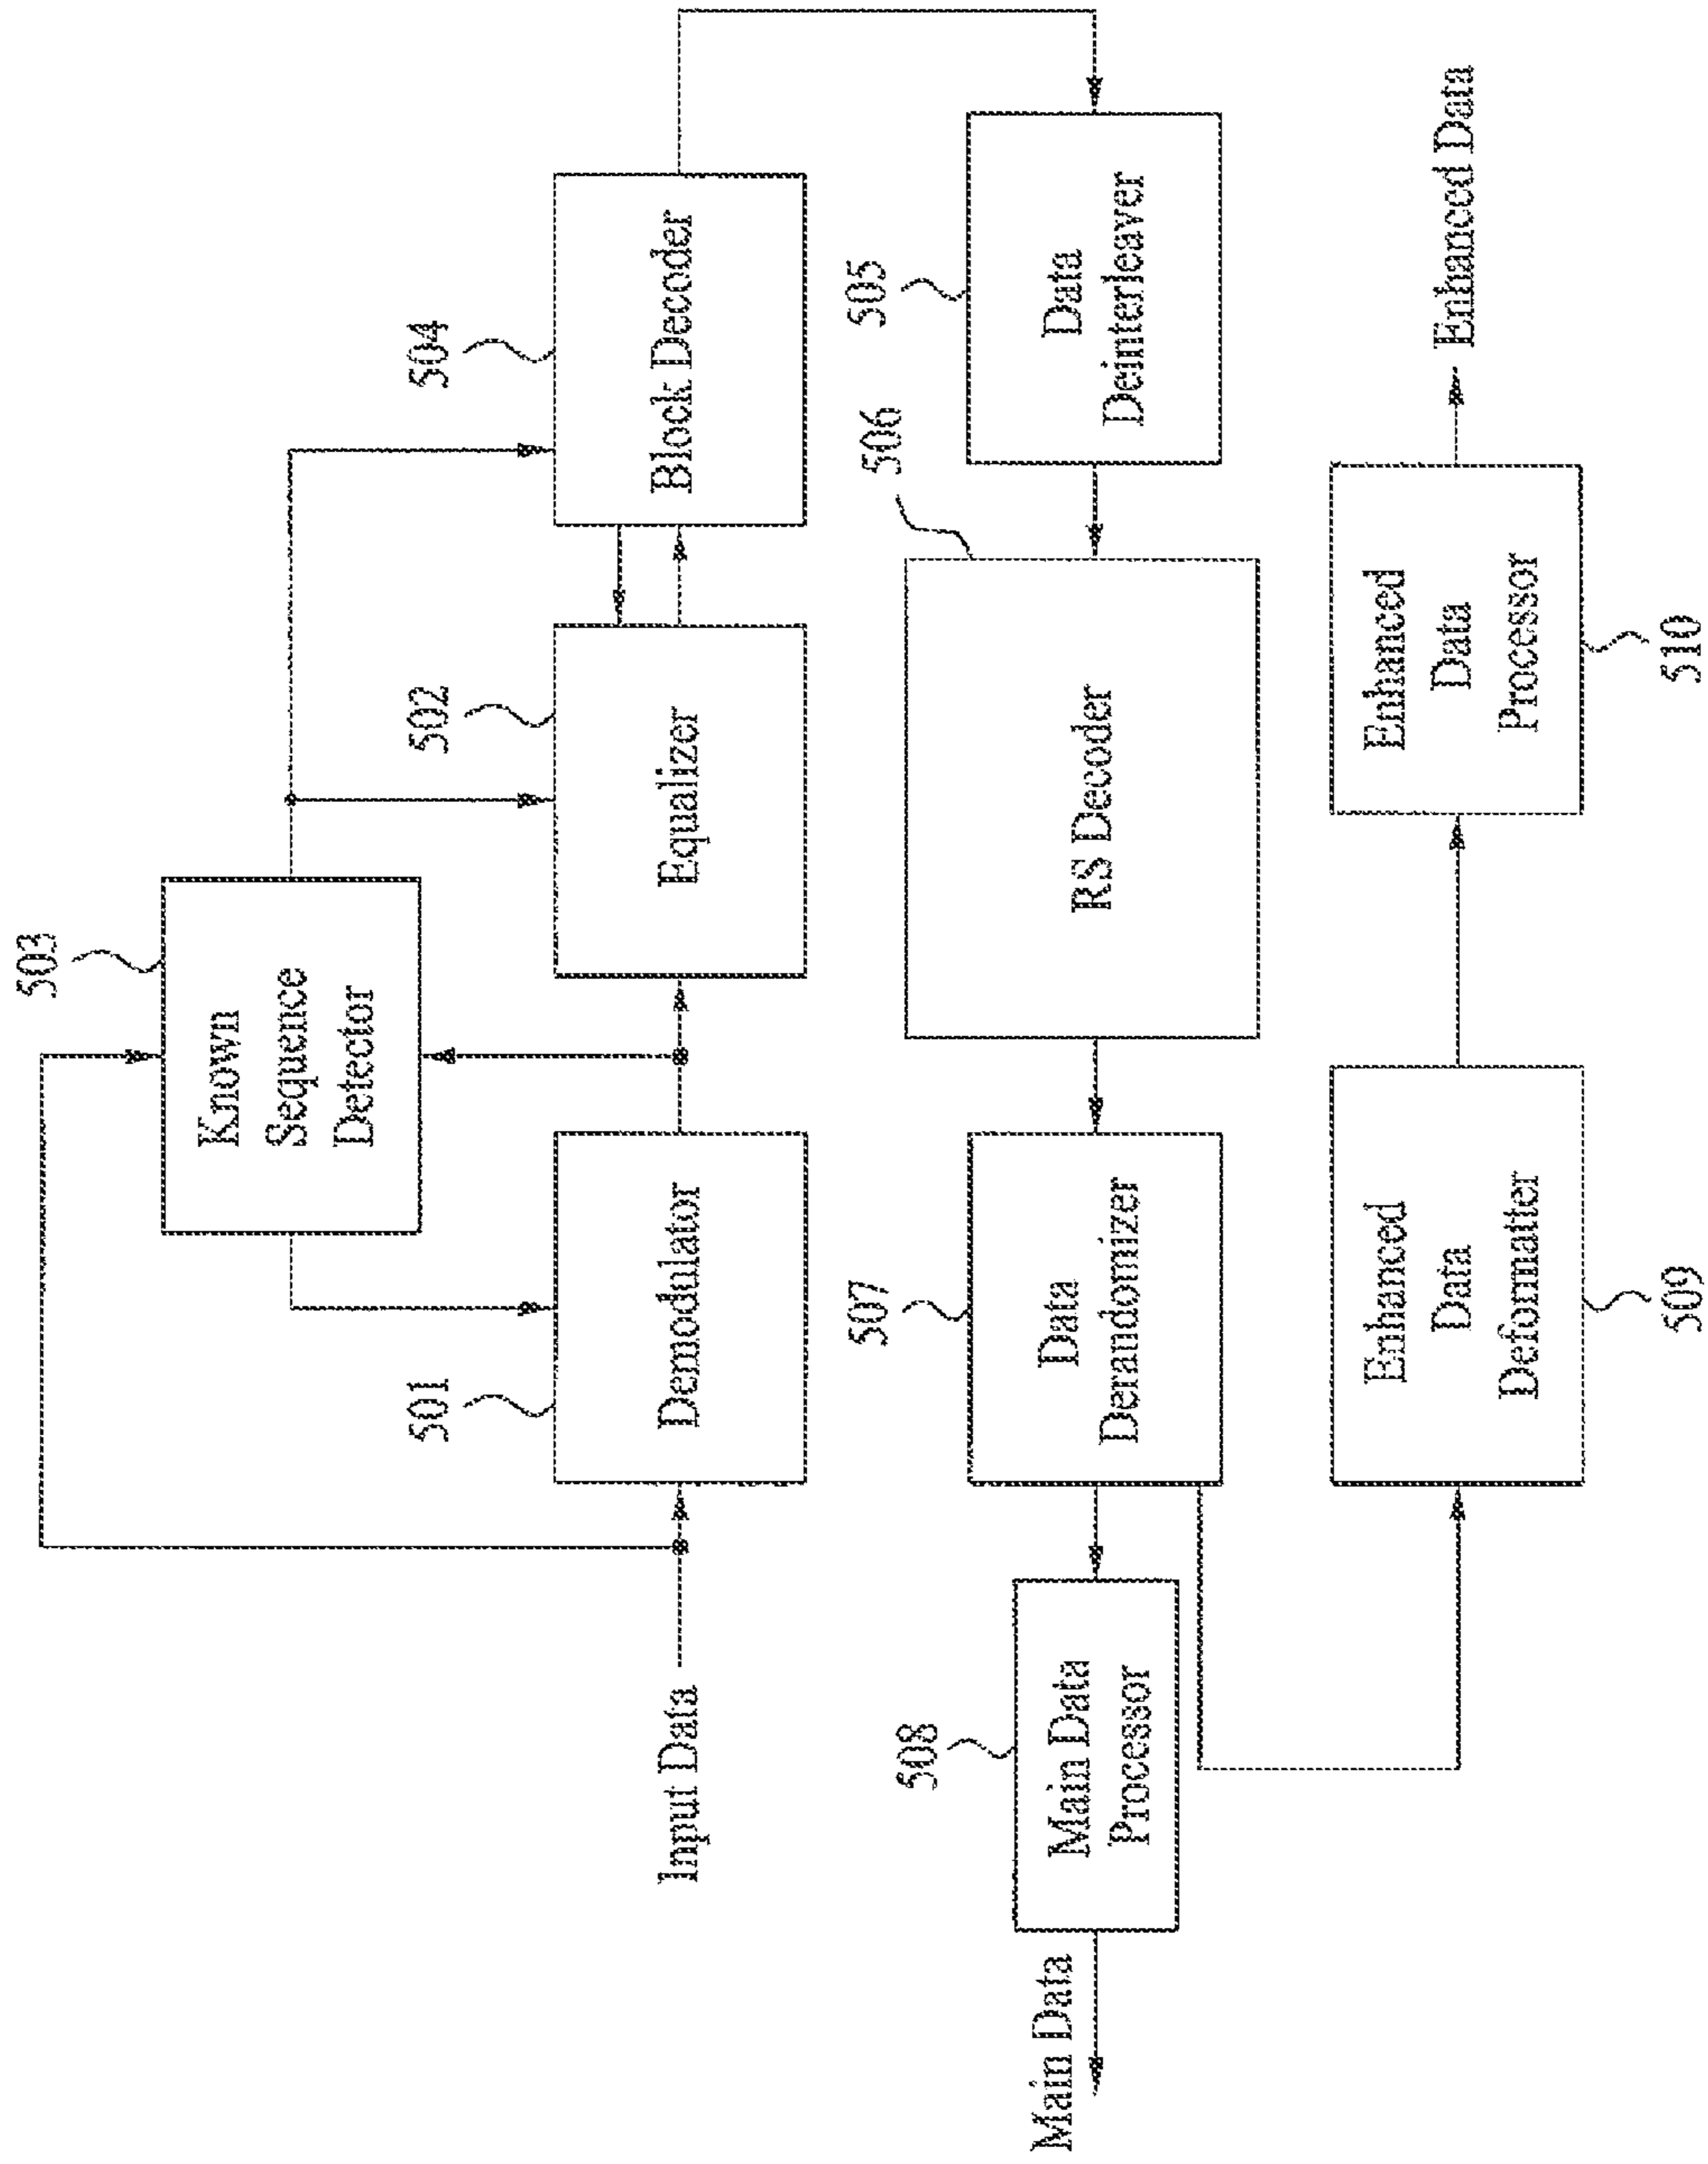 503
Known
Sequence
Detector
Input Data
501
Demodulator
502
Equalizer
504
Block Decoder
Main Data
508
Main Data
Processor
507
Data
Derandomizer
506
RS Decoder
505
Data
Deinterleaver
Enhanced
Data
Deformatter
509
Enhanced
Data
Processor
510
Enhanced Data